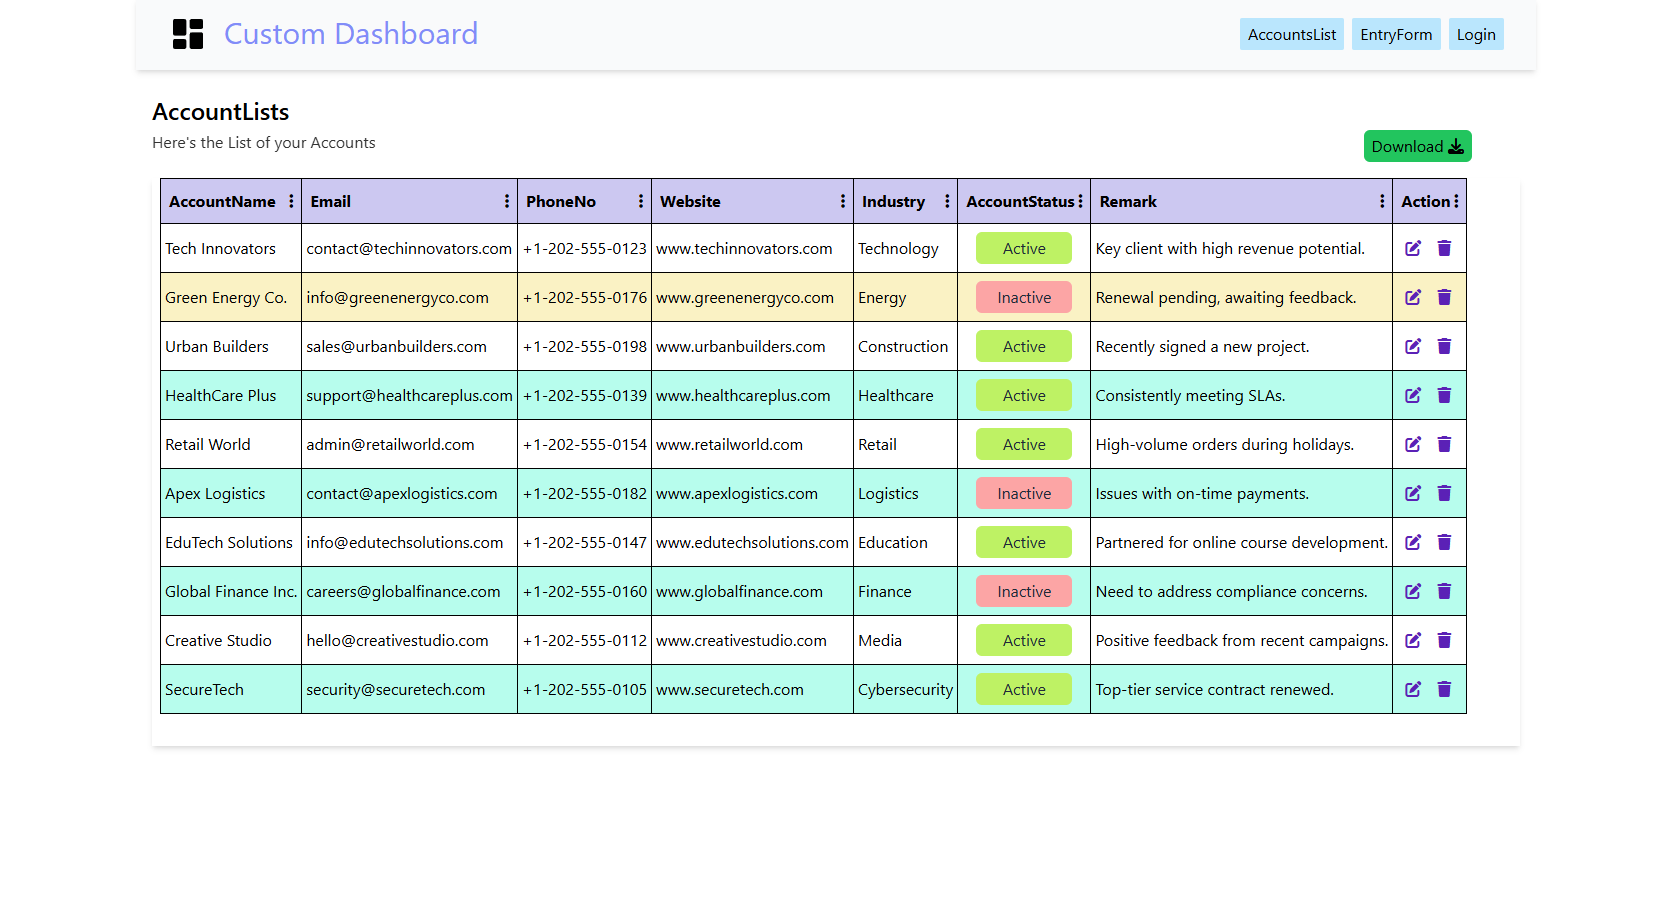 Custom Dashboard AccountsList EntryForm Login
AccountLists
Here's the List of your Accounts
Download
AccountName Email PhoneNo Website Industry AccountStatus Remark Action
Tech Innovators contact@techinnovators.com +1-202-555-0123 www.techinnovators.com Technology Active Key client with high revenue potential.
Green Energy Co. info@greenenergyco.com +1-202-555-0176 www.greenenergyco.com Energy Inactive Renewal pending, awaiting feedback.
Urban Builders sales@urbanbuilders.com +1-202-555-0198 www.urbanbuilders.com Construction Active Recently signed a new project.
HealthCare Plus support@healthcareplus.com +1-202-555-0139 www.healthcareplus.com Healthcare Active Consistently meeting SLAs.
Retail World admin@retailworld.com +1-202-555-0154 www.retailworld.com Retail Active High-volume orders during holidays.
Apex Logistics contact@apexlogistics.com +1-202-555-0182 www.apexlogistics.com Logistics Inactive Issues with on-time payments.
EduTech Solutions info@edutechsolutions.com +1-202-555-0147 www.edutechsolutions.com Education Active Partnered for online course development.
Global Finance Inc. careers@globalfinance.com +1-202-555-0160 www.globalfinance.com Finance Inactive Need to address compliance concerns.
Creative Studio hello@creativestudio.com +1-202-555-0112 www.creativestudio.com Media Active Positive feedback from recent campaigns.
SecureTech security@securetech.com +1-202-555-0105 www.securetech.com Cybersecurity Active Top-tier service contract renewed.